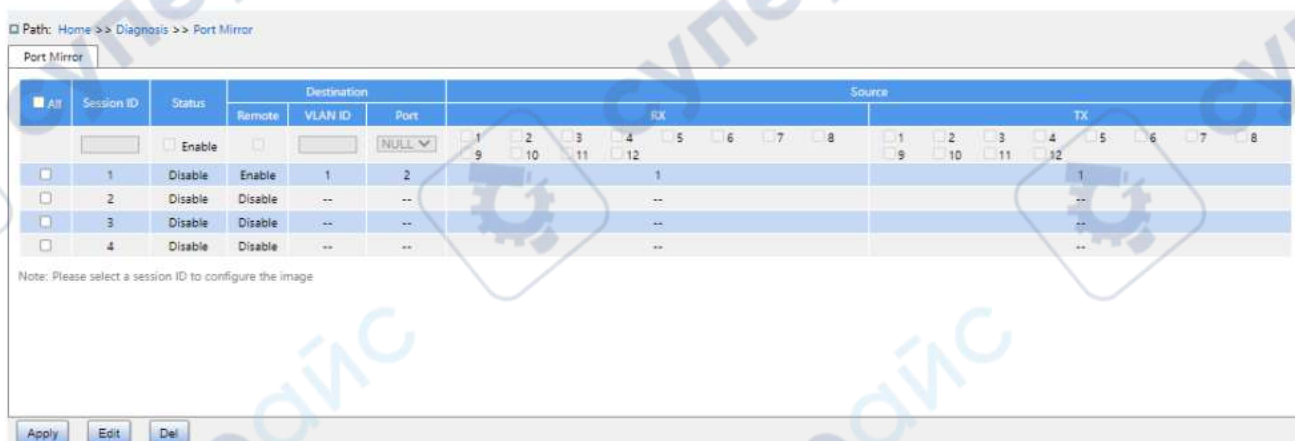 Path: Home >> Diagnosis >> Port Mirror
Port Mirror
All Session ID Status Destination Source
Remote VLAN ID Port RX TX
Enable NULL 1 2 3 4 5 6 7 8 1 2 3 4 5 6 7 8
9 10 11 12 9 10 11 12
1 Disable Enable 1 2 1 1
2 Disable Disable -- -- -- --
3 Disable Disable -- -- -- --
4 Disable Disable -- -- -- --
Note: Please select a session ID to configure the image
Apply Edit Del